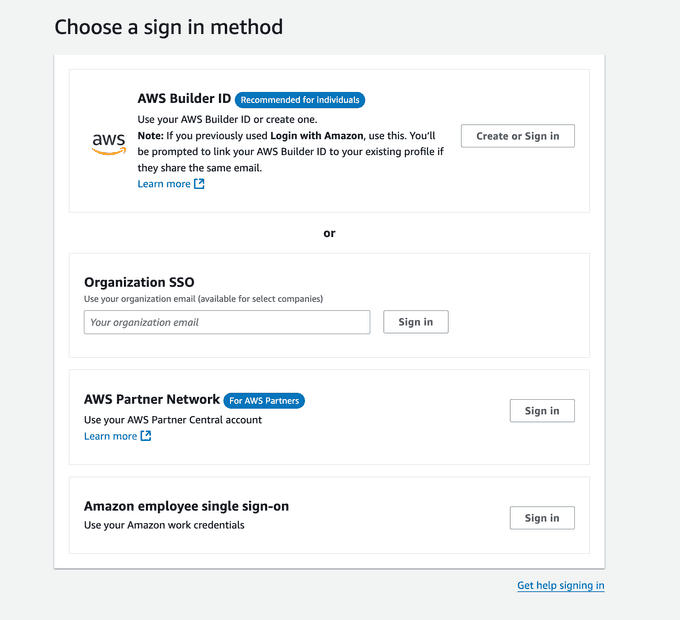 Choose a sign in method
AWS Builder ID Recommended for Individuals
Use your AWS Builder ID or create one.
Note: If you previously used Login with Amazon, use this. You'll
be prompted to link your AWS Builder ID to your existing profile if
they share the same email.
Learn more
aws
Create or Sign in
or
Organization SSO
Use your organization email (available for select companies)
Your organization email
Sign in
AWS Partner Network For AWS Partners
Use your AWS Partner Central account
Learn more
Sign in
Amazon employee single sign-on
Use your Amazon work credentials
Sign in
Get help signing in